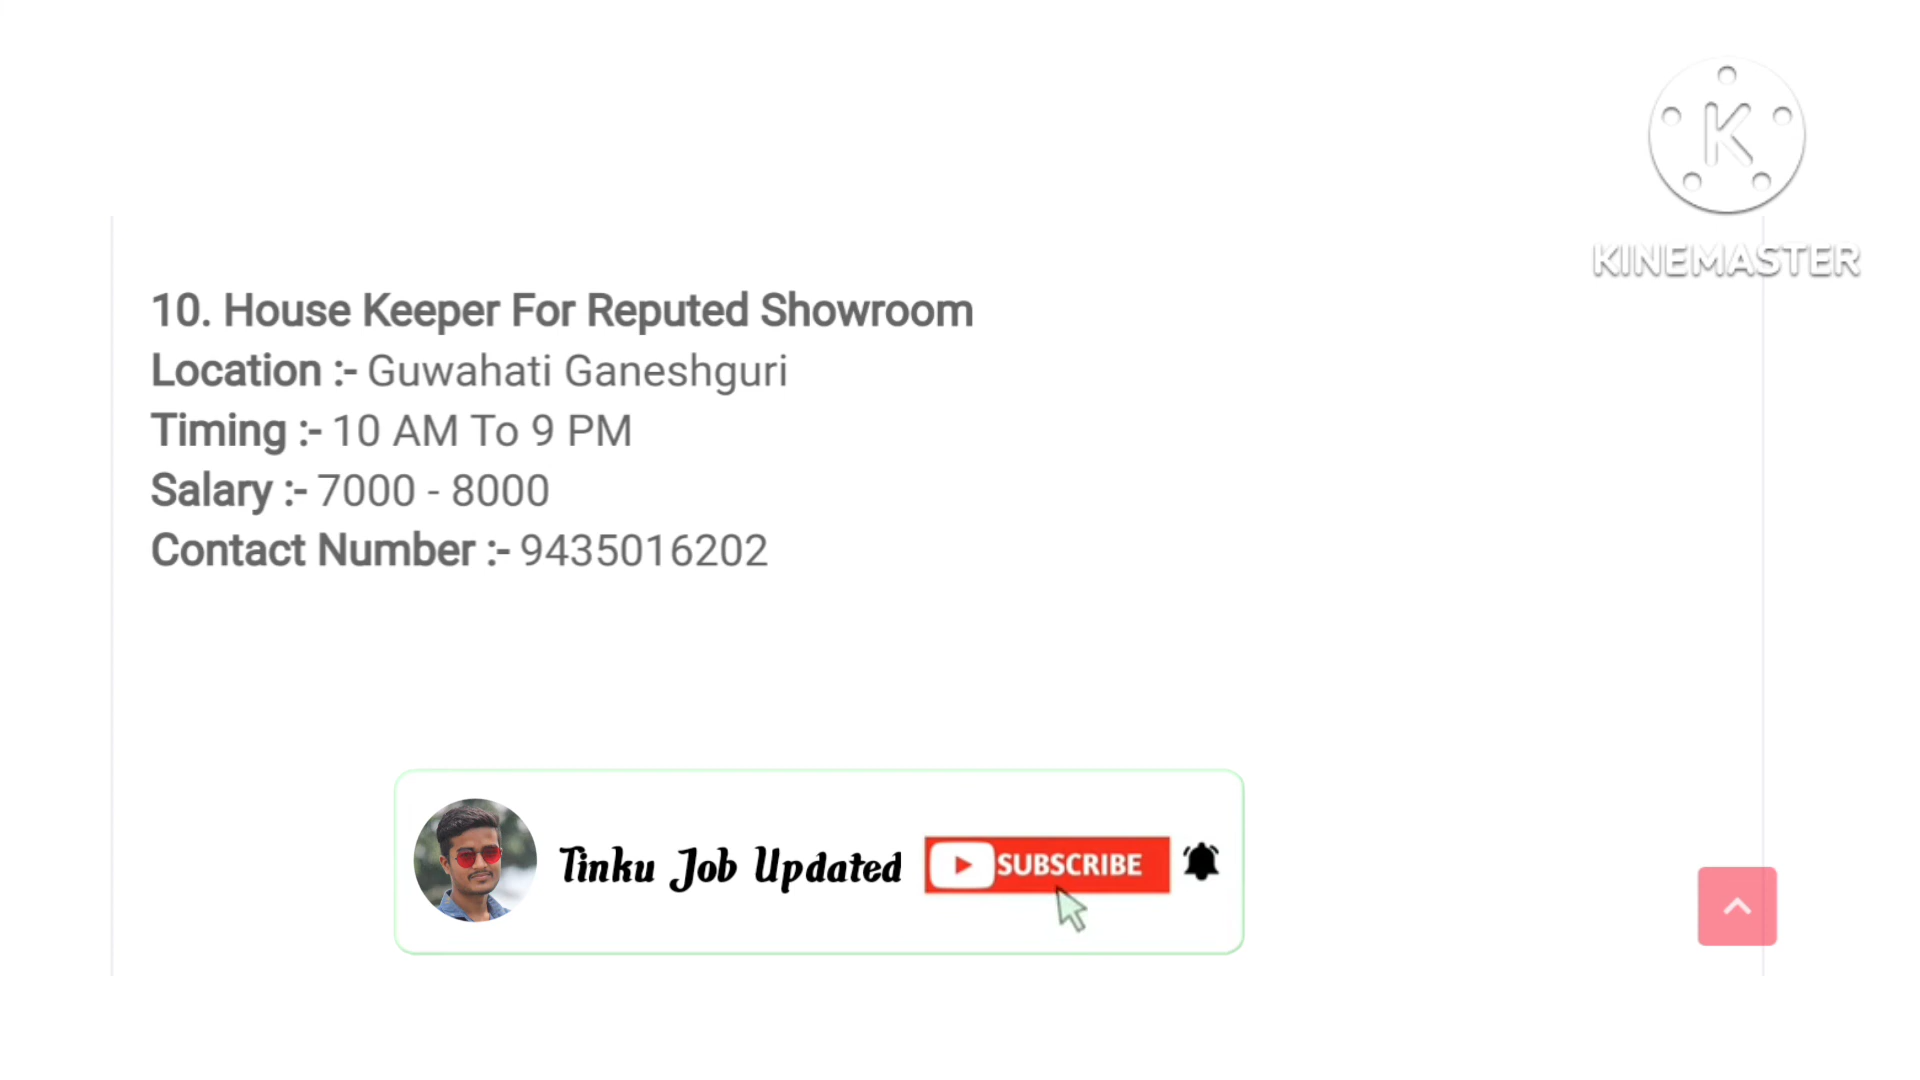 K
KINEMASTER
10. House Keeper For Reputed Showroom
Location :- Guwahati Ganeshguri
Timing :- 10 AM To 9 PM
Salary :- 7000 - 8000
Contact Number :- 9435016202
Tinku Job Updated SUBSCRIBE